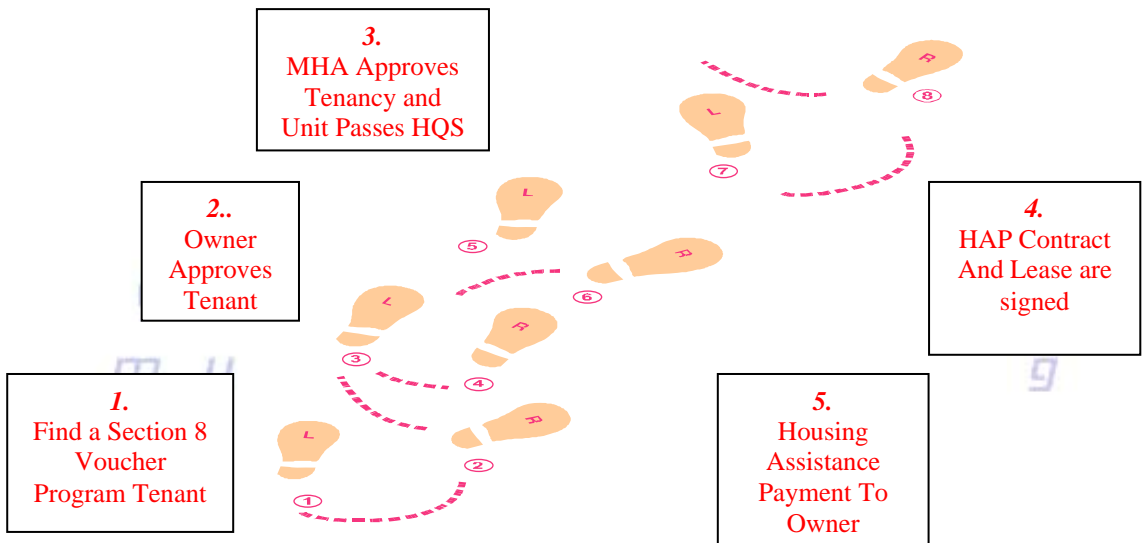 3.
MHA Approves
Tenancy and
Unit Passes HQS
2..
Owner
Approves
Tenant
1.
Find a Section 8
Voucher
Program Tenant
4.
HAP Contract
And Lease are
signed
5.
Housing
Assistance
Payment To
Owner
L
1
R
2
L
3
R
4
L
5
R
6
L
7
R
8
m u
g